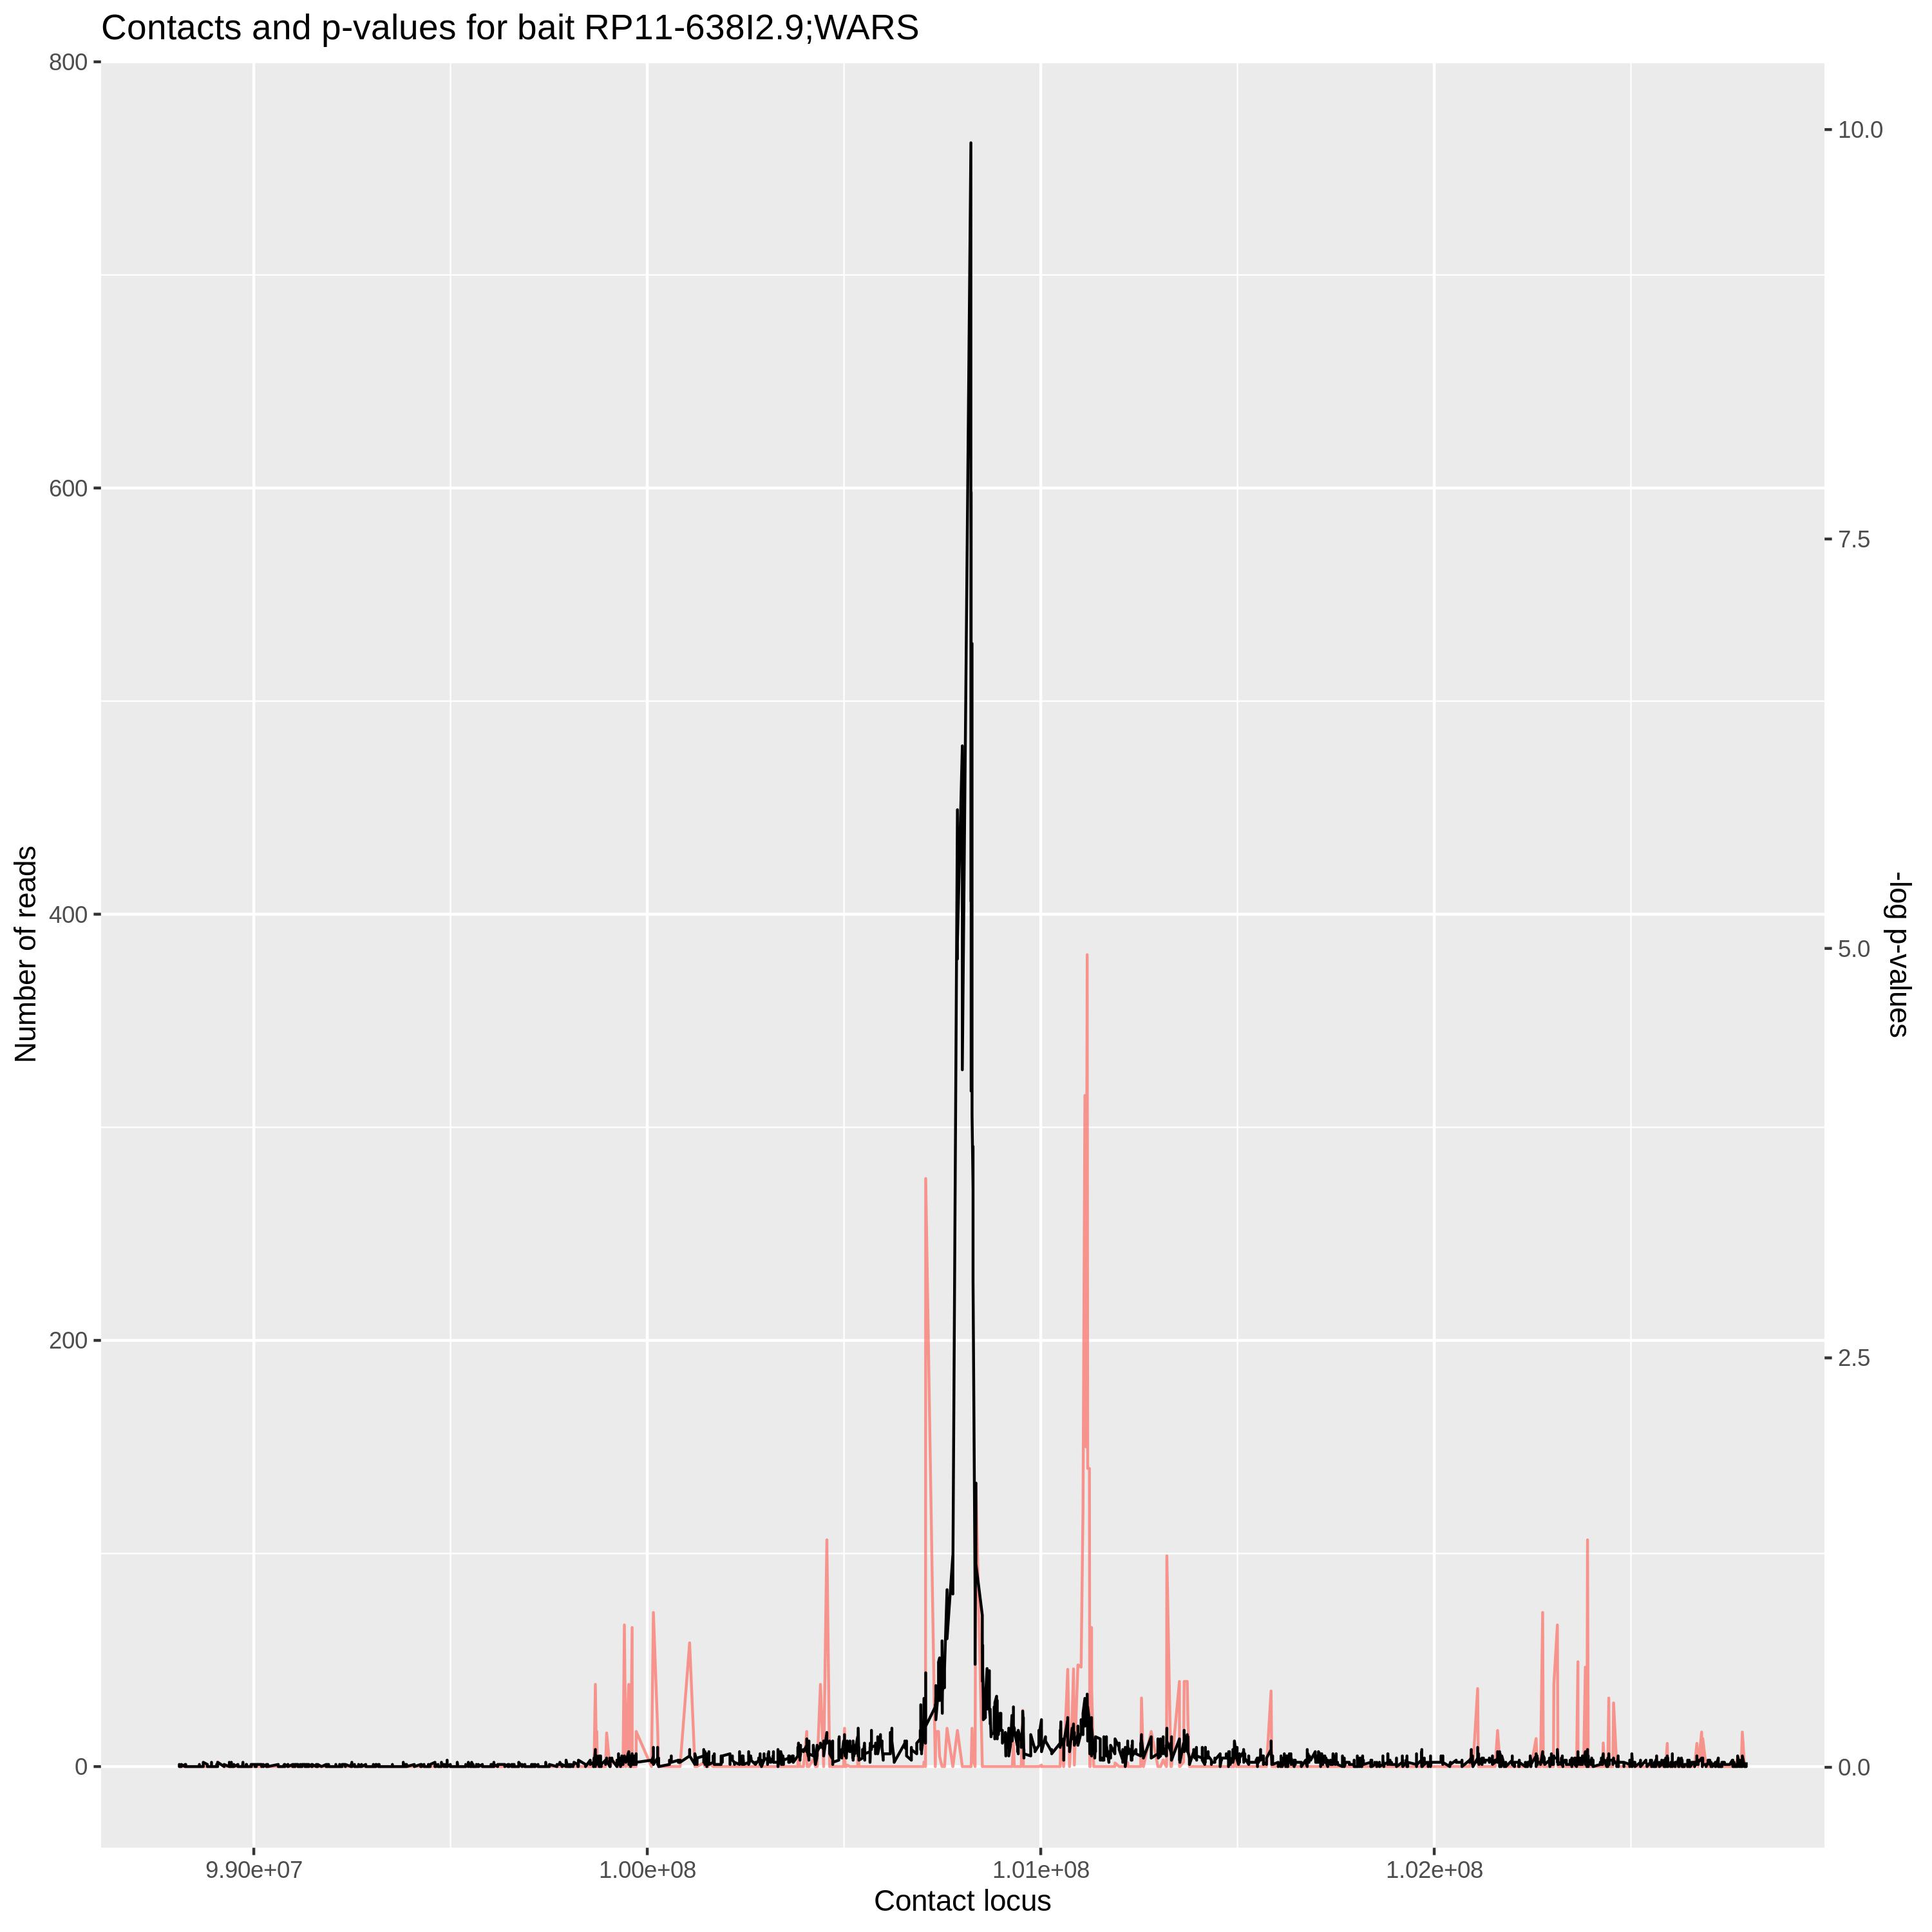 Contacts and p-values for bait RP11-638I2.9;WARS
800
600
400
200
0
Number of reads
10.0
7.5
5.0
2.5
0.0
-log p-values
9.90e+07
1.00e+08
1.01e+08
1.02e+08
Contact locus